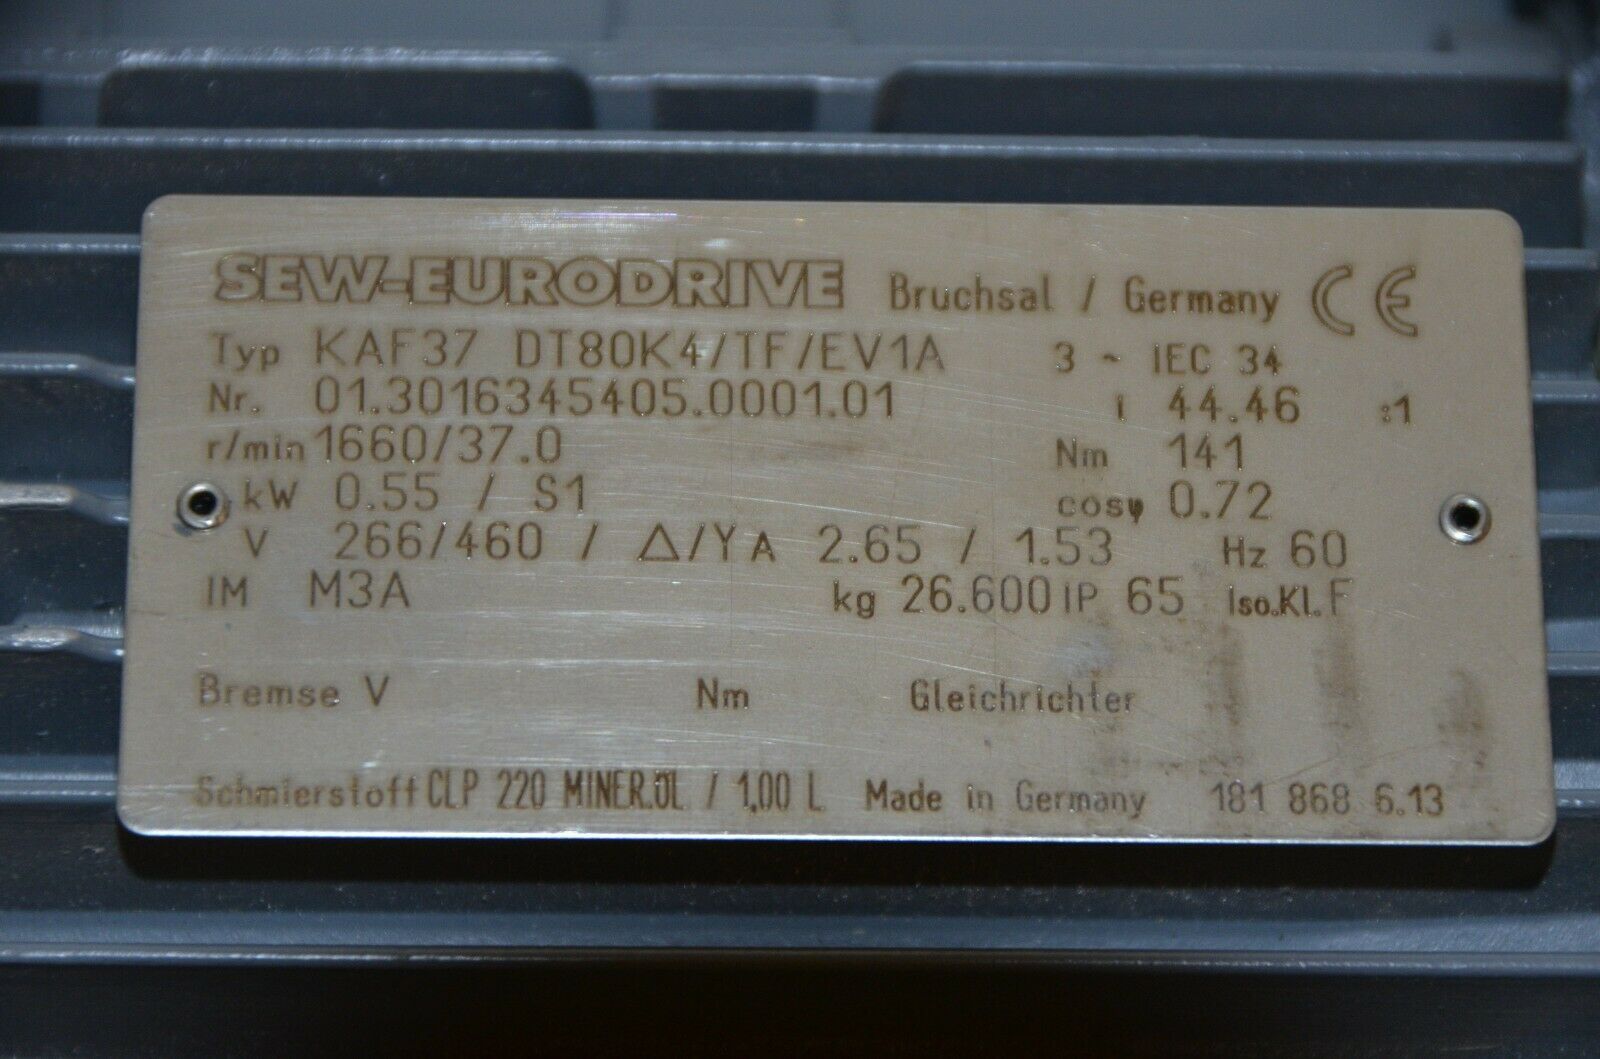 SEW-EURODRIVE Bruchsal / Germany CE
Typ KAF37 DT80K4/TF/EV1A 3 ~ IEC 34
Nr. 01.3016345405.0001.01 i 44.46 :1
r/min 1660/37.0 Nm 141
kW 0.55 / S1 cosφ 0.72
V 266/460 / △/Y A 2.65 / 1.53 Hz 60
IM M3A kg 26.600 IP 65 Iso.Kl. F
Bremse V Nm Gleichrichter
Schmierstoff CLP 220 MINER.ÖL / 1,00 L Made in Germany 181 868 6.13